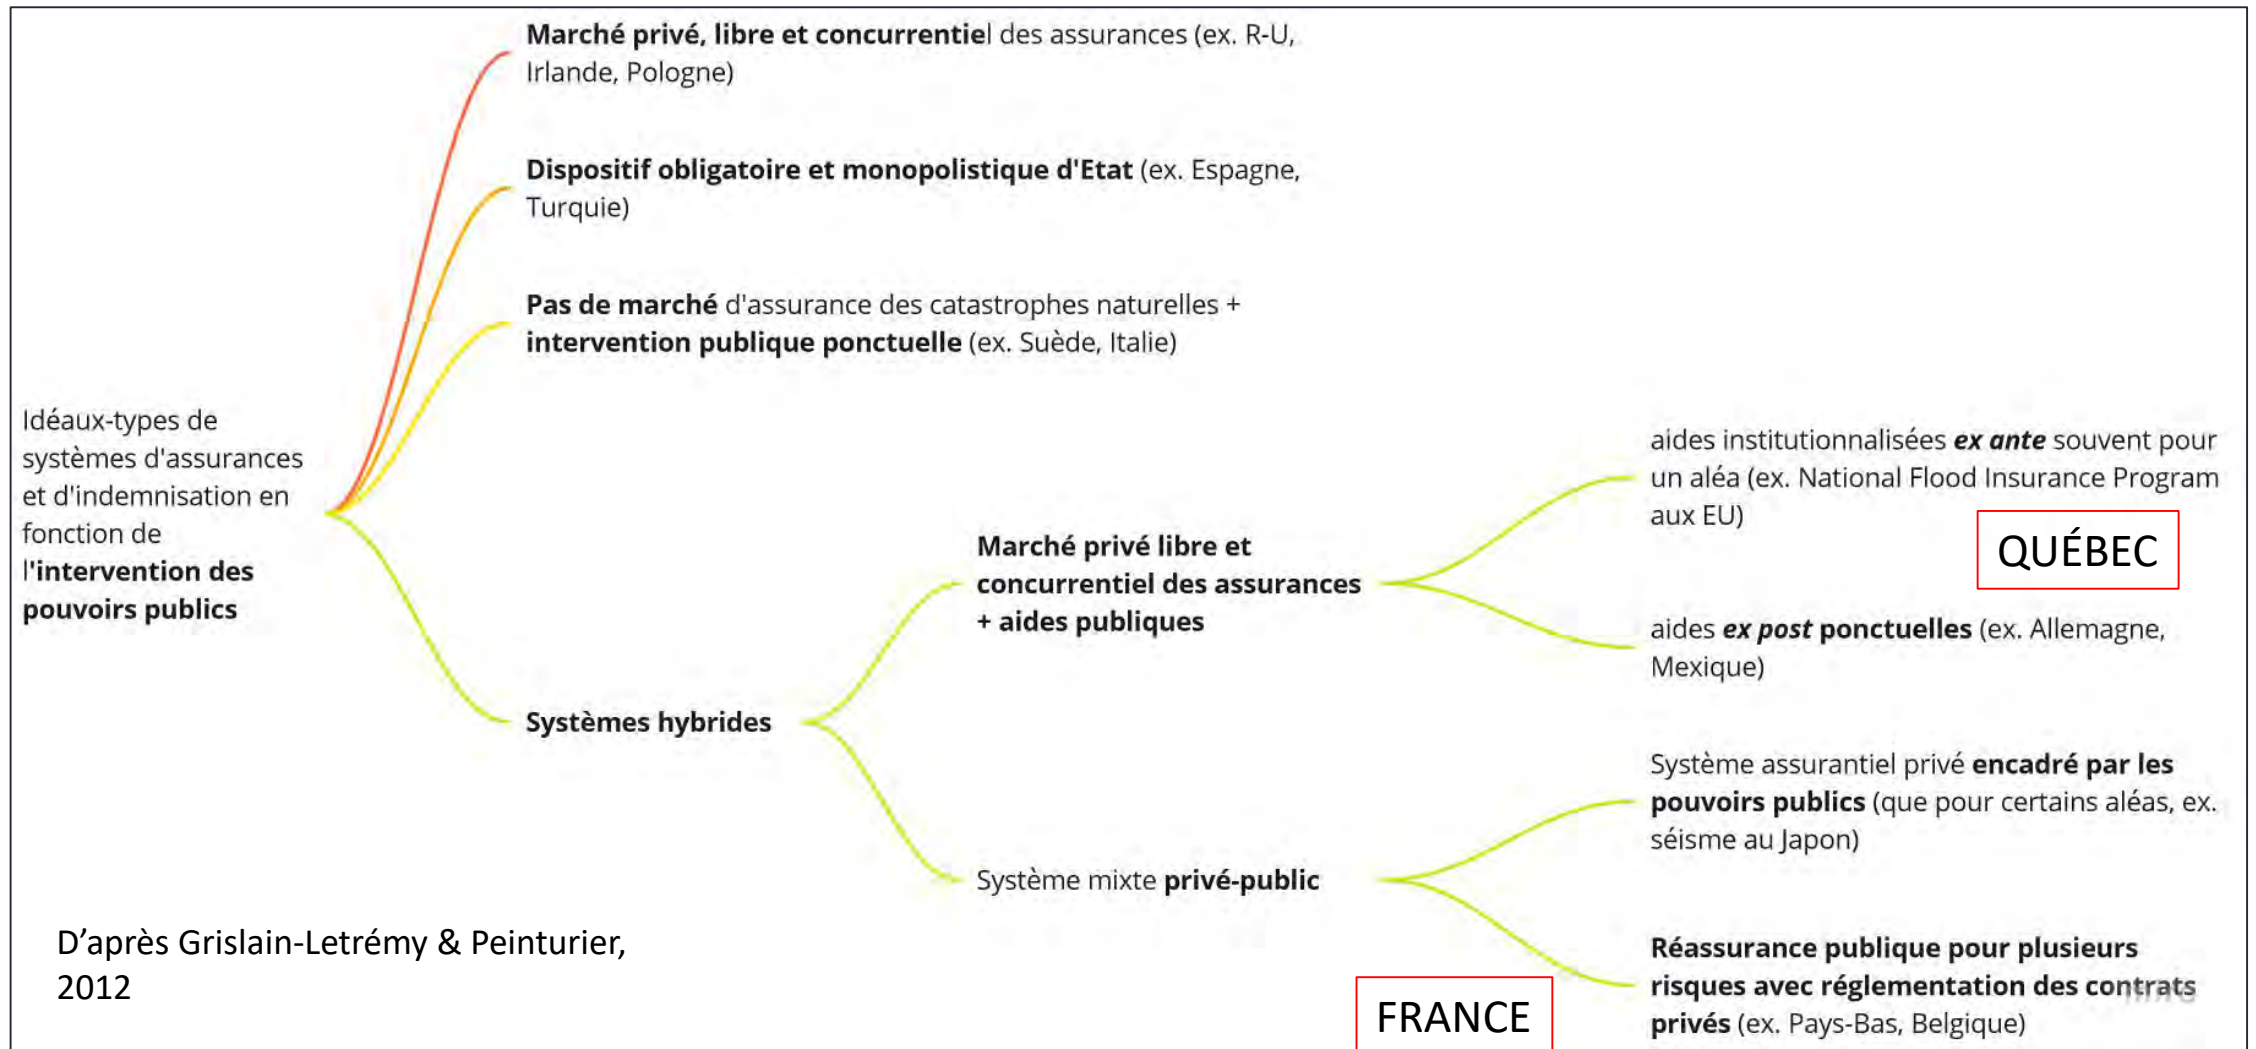 Marché privé, libre et concurrentiel des assurances (ex. R-U,
Irlande, Pologne)
Dispositif obligatoire et monopolistique d'Etat (ex. Espagne,
Turquie)
Pas de marché d'assurance des catastrophes naturelles +
intervention publique ponctuelle (ex. Suède, Italie)
Idéaux-types de
systèmes d'assurances
et d'indemnisation en
fonction de
l'intervention des
pouvoirs publics
Systèmes hybrides
Marché privé libre et
concurrentiel des assurances
+ aides publiques
aides institutionnalisées ex ante souvent pour
un aléa (ex. National Flood Insurance Program
aux EU)
QUÉBEC
aides ex post ponctuelles (ex. Allemagne,
Mexique)
Système mixte privé-public
Système assurantiel privé encadré par les
pouvoirs publics (que pour certains aléas, ex.
séisme au Japon)
Réassurance publique pour plusieurs
risques avec réglementation des contrats
privés (ex. Pays-Bas, Belgique)
FRANCE
D'après Grislain-Letrémy & Peinturier,
2012